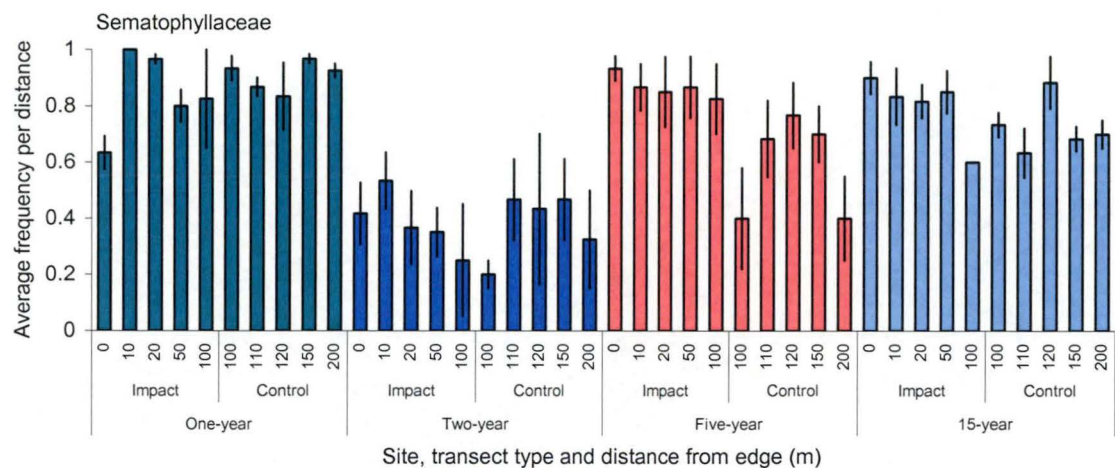 Sematophyllaceae
Average frequency per distance
1
0.8
0.6
0.4
0.2
0
0 10 20 50 100 100 110 120 150 200 0 10 20 50 100 100 110 120 150 200 0 10 20 50 100 100 110 120 150 200 0 10 20 50 100 100 110 120 150 200
Impact Control Impact Control Impact Control Impact Control
One-year Two-year Five-year 15-year
Site, transect type and distance from edge (m)